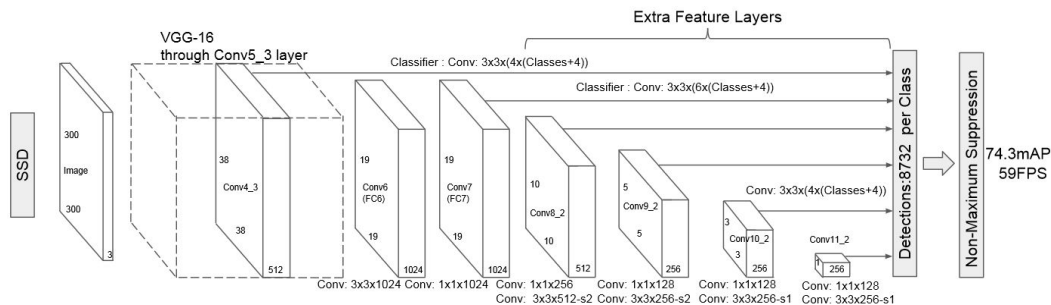 Extra Feature Layers
VGG-16
through Conv5_3 layer
Classifier : Conv: 3x3x(4x(Classes+4))
Classifier : Conv: 3x3x(6x(Classes+4))
SSD
300
Image
300
3
38
Conv4_3
38
512
19
Conv6
(FC6)
19
1024
19
Conv7
(FC7)
19
1024
10
Conv8_2
10
512
5
Conv9_2
5
256
Conv: 3x3x(4x(Classes+4))
3
Conv10_2
3
256
Conv11_2
1
256
Detections:8732 per Class
Non-Maximum Suppression
74.3mAP
59FPS
Conv: 3x3x1024
Conv: 1x1x1024
Conv: 1x1x256
Conv: 3x3x512-s2
Conv: 1x1x128
Conv: 3x3x256-s2
Conv: 1x1x128
Conv: 3x3x256-s1
Conv: 1x1x128
Conv: 3x3x256-s1